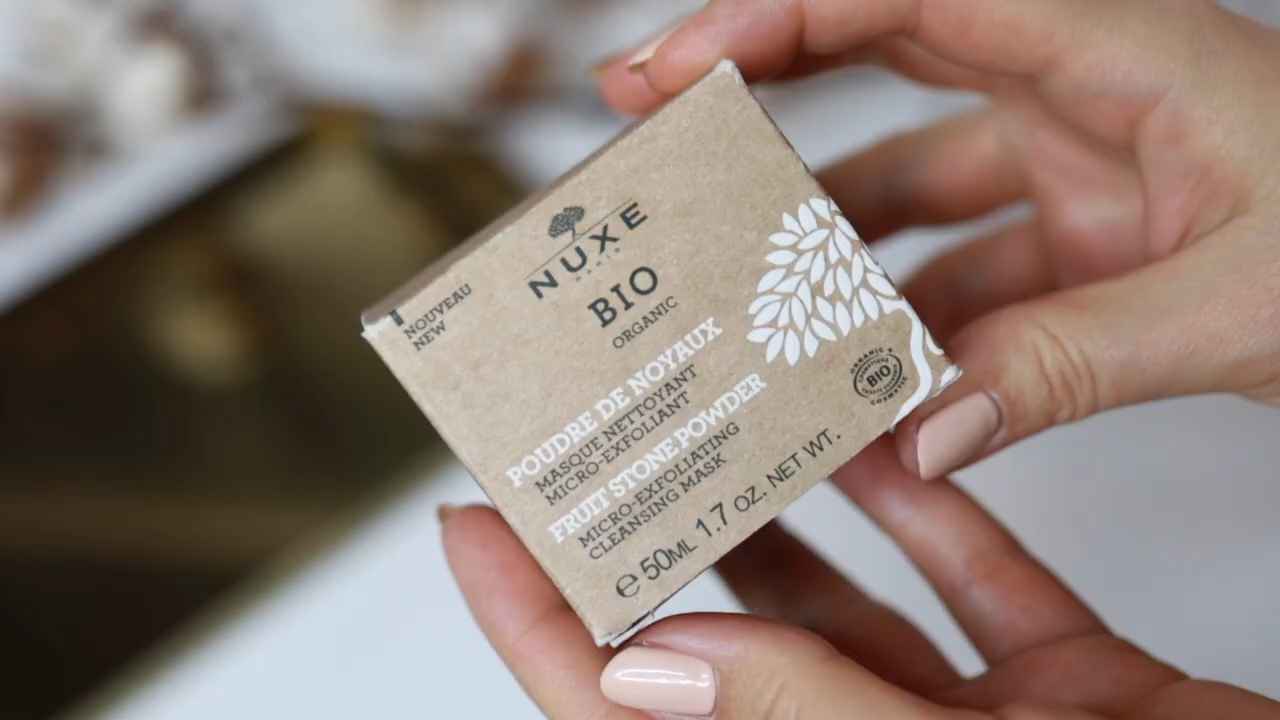 NOUVEAU
NEW
NUXE
PARIS
BIO
ORGANIC
POUDRE DE NOYAUX
MASQUE NETTOYANT
MICRO-EXFOLIANT
FRUIT STONE POWDER
MICRO-EXFOLIATING
CLEANSING MASK
℮ 50ML 1.7 OZ. NET WT.
ORGANIC
BIO
COSMETIC